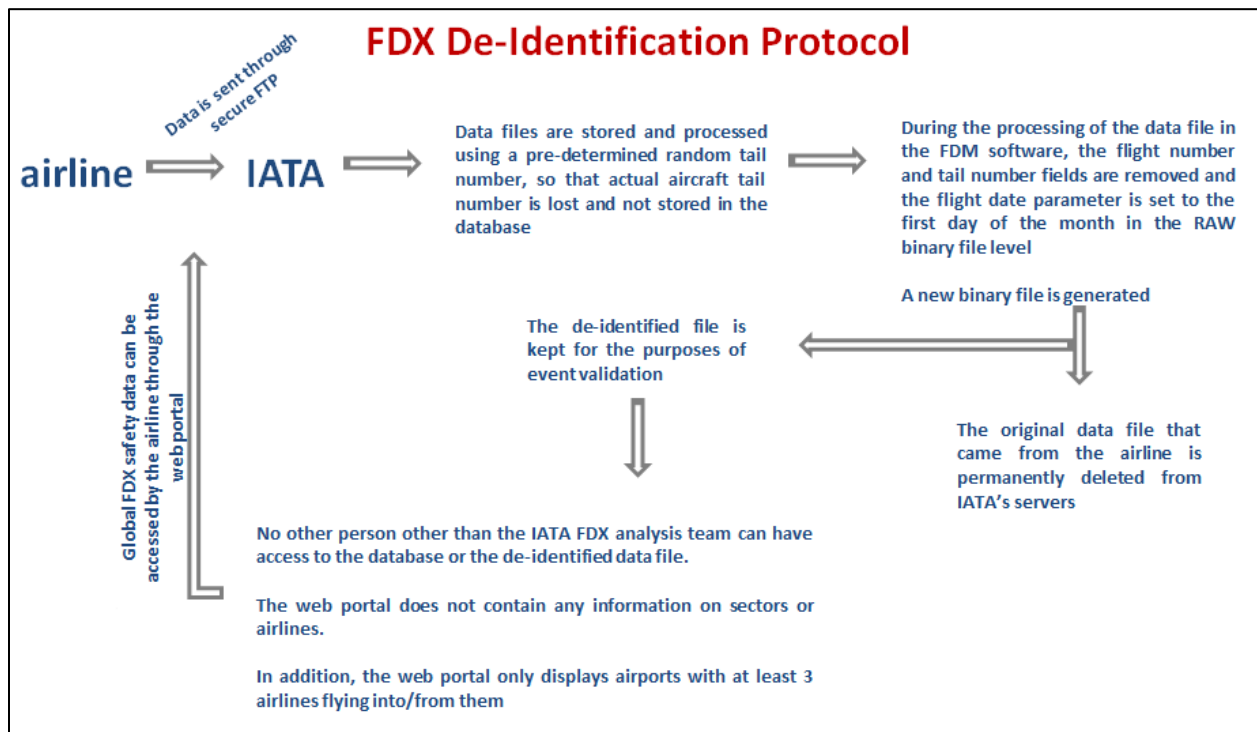 FDX De-Identification Protocol
Data is sent through
secure FTP
airline
IATA
Data files are stored and processed
using a pre-determined random tail
number, so that actual aircraft tail
number is lost and not stored in the
database
During the processing of the data file in
the FDM software, the flight number
and tail number fields are removed and
the flight date parameter is set to the
first day of the month in the RAW
binary file level
A new binary file is generated
The de-identified file is
kept for the purposes of
event validation
The original data file that
came from the airline is
permanently deleted from
IATA’s servers
No other person other than the IATA FDX analysis team can have
access to the database or the de-identified data file.
The web portal does not contain any information on sectors or
airlines.
In addition, the web portal only displays airports with at least 3
airlines flying into/from them
Global FDX safety data can be
accessed by the airline through the
web portal